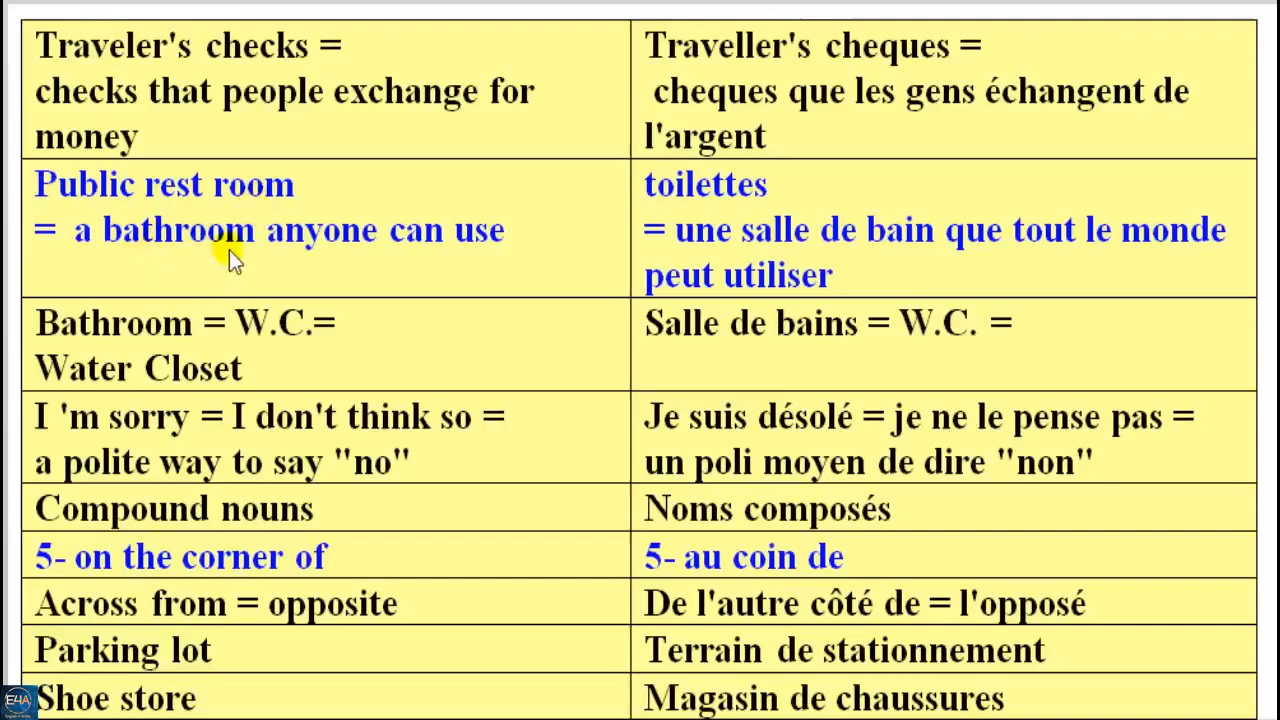 Traveler's checks =
checks that people exchange for
money
Traveller's cheques =
cheques que les gens échangent de
l'argent
Public rest room
= a bathroom anyone can use
toilettes
= une salle de bain que tout le monde
peut utiliser
Bathroom = W.C.=
Water Closet
Salle de bains = W.C. =
I 'm sorry = I don't think so =
a polite way to say "no"
Je suis désolé = je ne le pense pas =
un poli moyen de dire "non"
Compound nouns
Noms composés
5- on the corner of
5- au coin de
Across from = opposite
De l'autre côté de = l'opposé
Parking lot
Terrain de stationnement
Shoe store
Magasin de chaussures
E4A